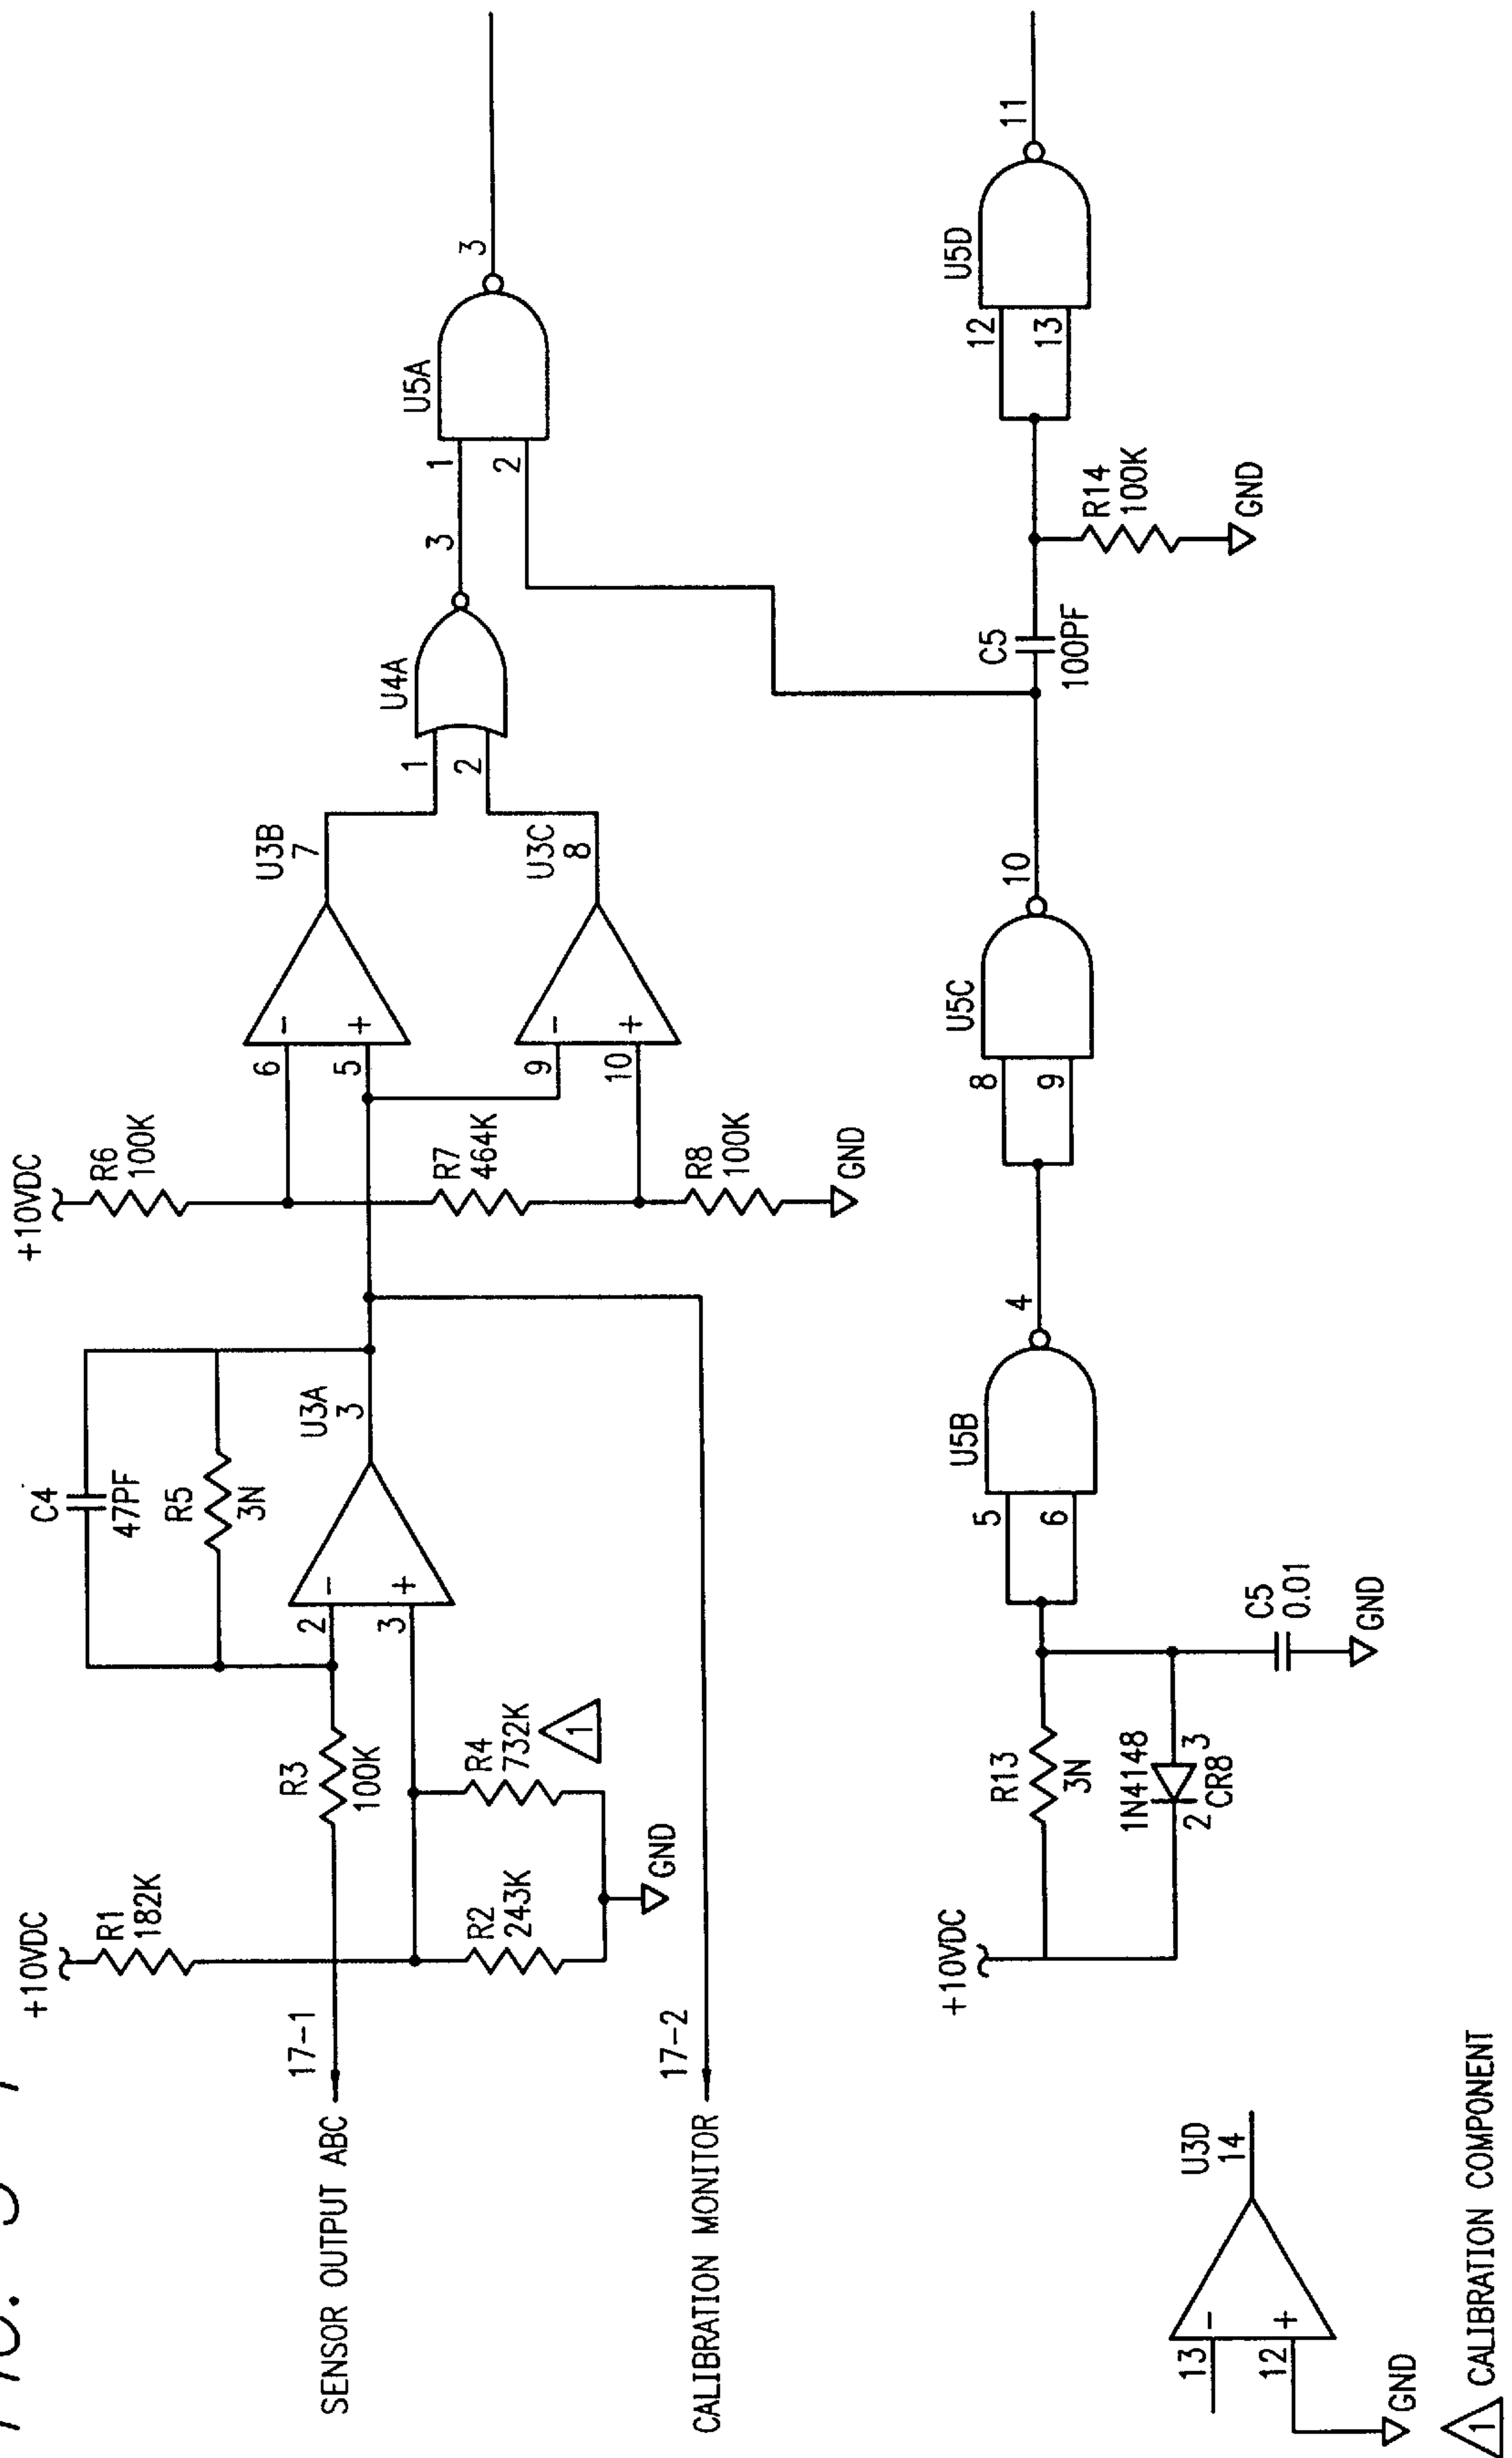 +10VDC
R1
182K
17-1
SENSOR OUTPUT ABC
R3
100K
R2
243K
R4
732K
1
GND
17-2
CALIBRATION MONITOR
C4
47PF
R5
3N
2
-
3
+
U3A
3
+10VDC
R6
100K
R7
464K
R8
100K
GND
6
-
5
+
U3B
7
9
-
10
+
U3C
8
1
2
U4A
3
1
2
U5A
3
+10VDC
R13
3N
1N4148
2
3
CR8
C5
0.01
GND
5
6
U5B
4
8
9
U5C
10
C5
100PF
R14
100K
GND
12
13
U5D
11
13
-
12
+
U3D
14
GND
1 CALIBRATION COMPONENT